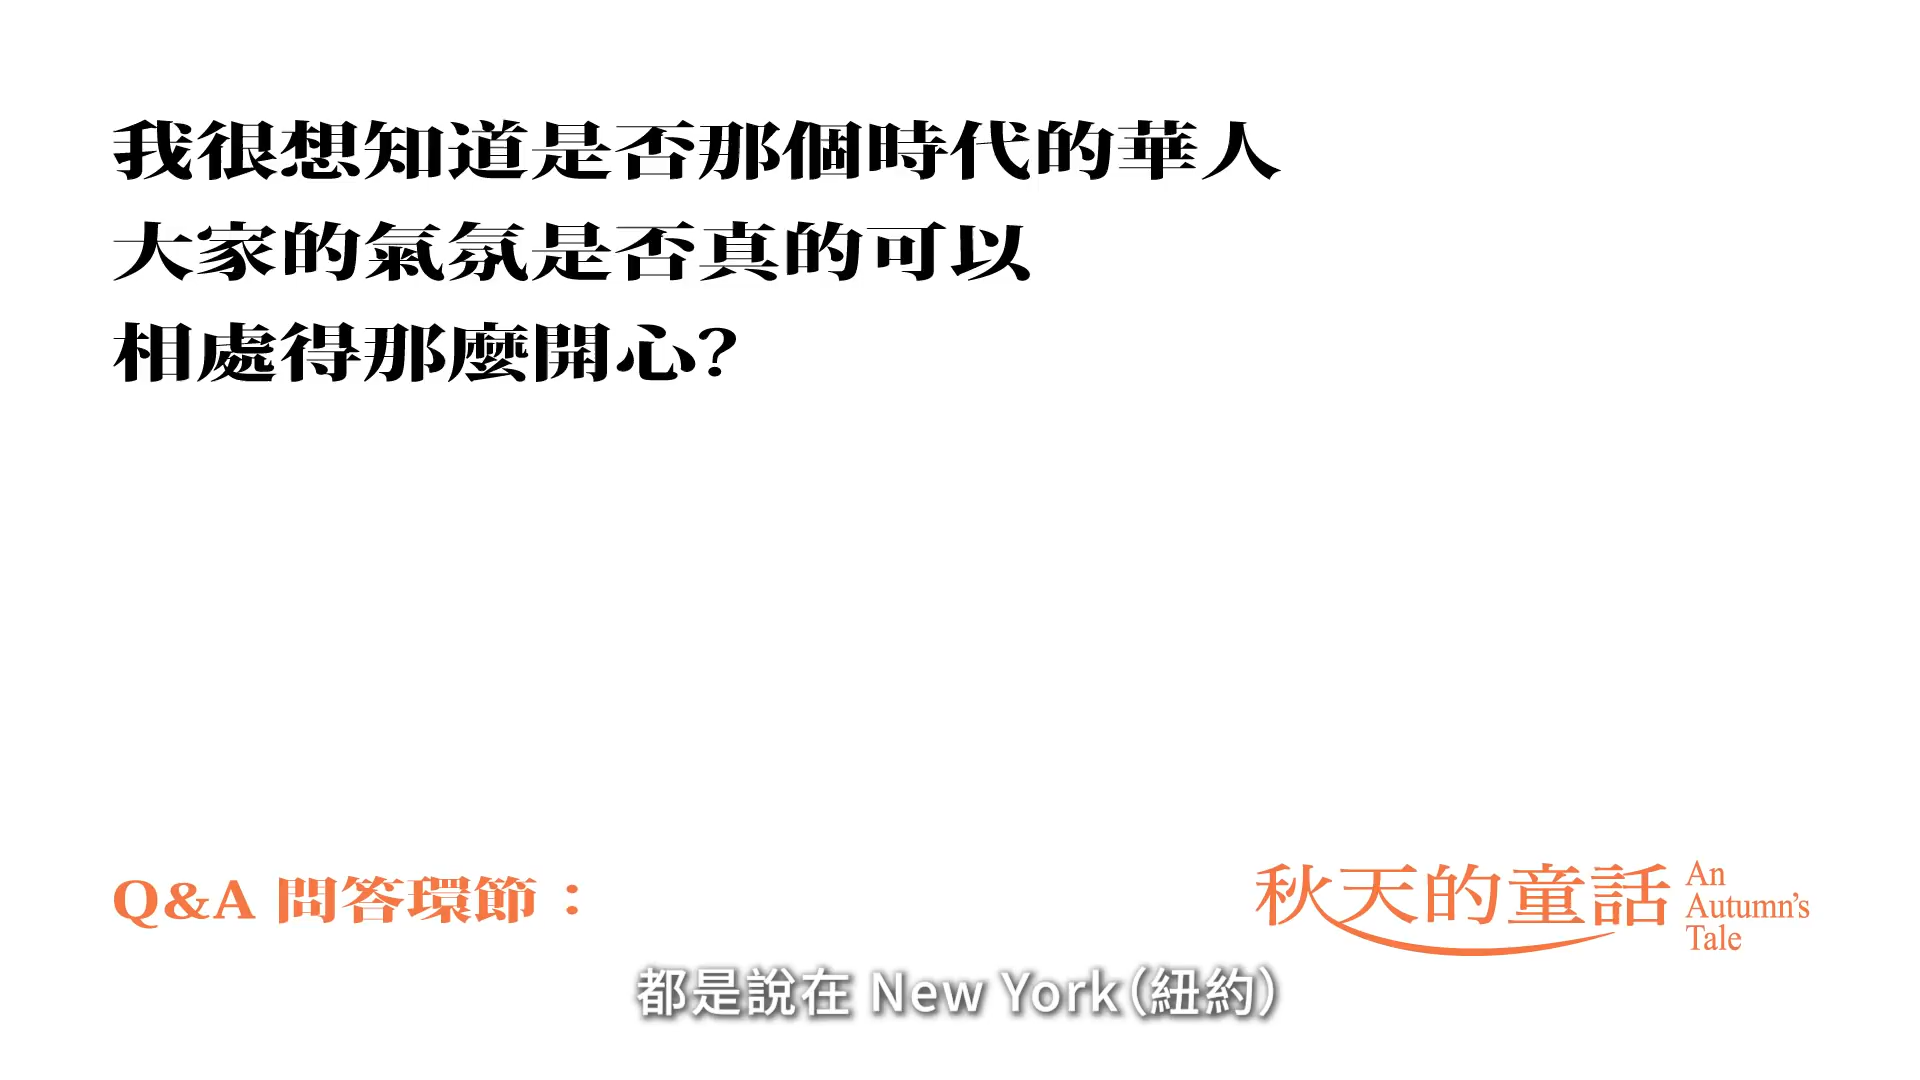 我很想知道是否那個時代的華人
大家的氣氛是否真的可以
相處得那麼開心?
Q&A 問答環節：
秋天的童話
An
Autumn's
Tale
都是說在 New York（紐約）